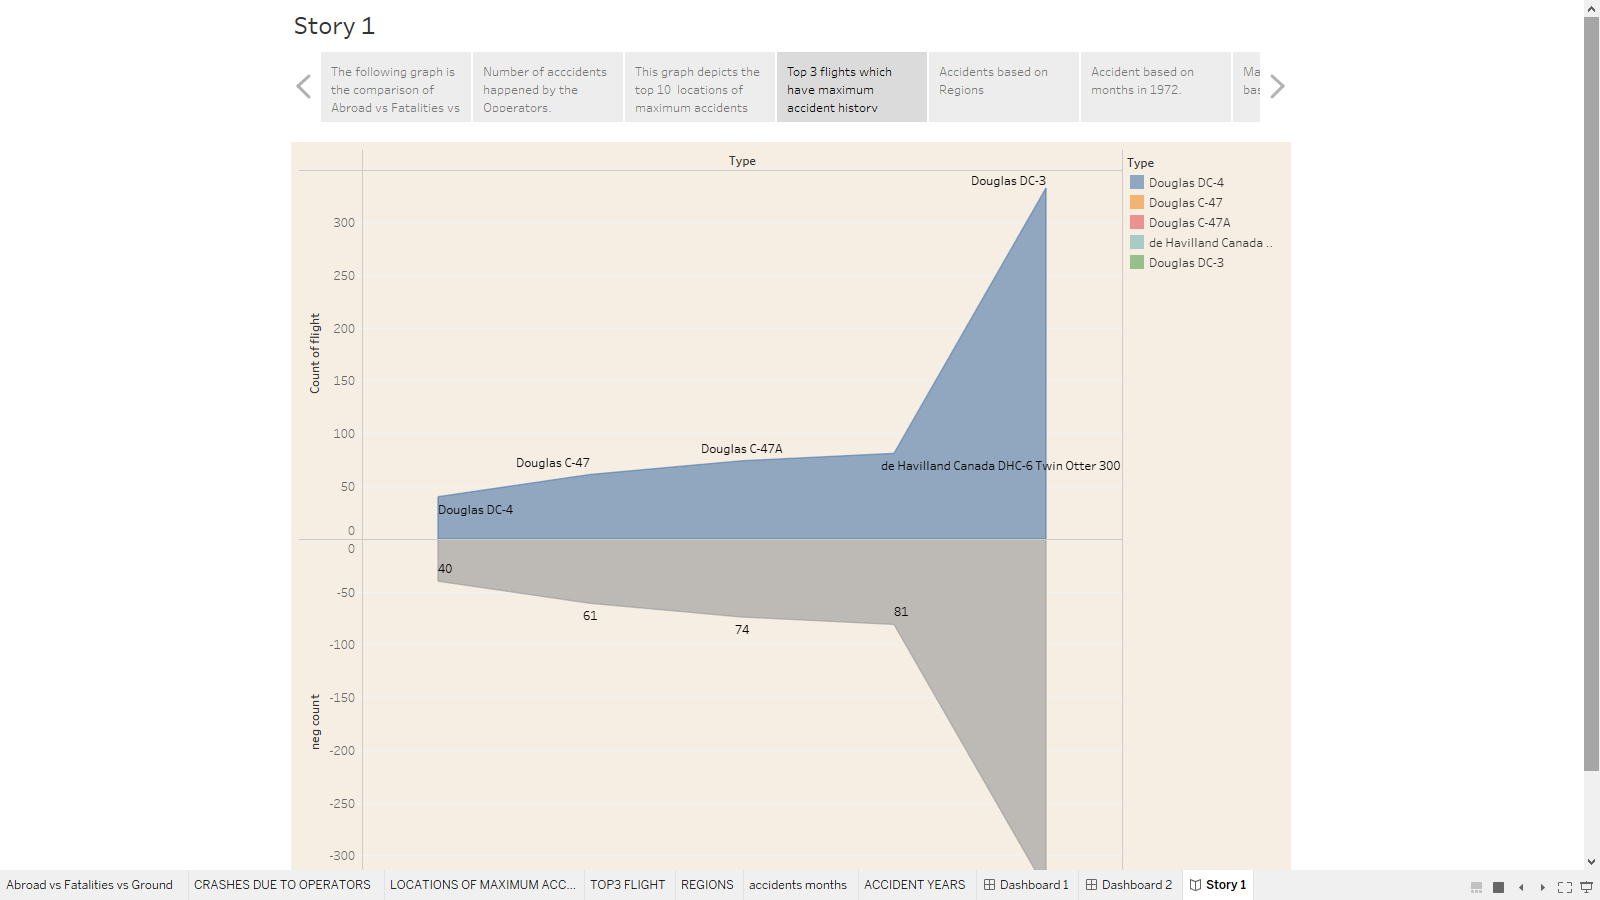 Story 1
The following graph is
the comparison of
Abroad vs Fatalities vs
Number of acccidents
happened by the
Opperators.
This graph depicts the
top 10 locations of
maximum accidents
Top 3 flights which
have maximum
accident history
Accidents based on
Regions
Accident based on
months in 1972.
Ma
bas
Type
Type
Douglas DC-4
Douglas C-47
Douglas C-47A
de Havilland Canada ..
Douglas DC-3
Count of flight
300
250
200
150
100
50
0
Douglas DC-3
Douglas C-47A
Douglas C-47
de Havilland Canada DHC-6 Twin Otter 300
Douglas DC-4
neg count
0
-50
-100
-150
-200
-250
-300
40
61
74
81
Abroad vs Fatalities vs Ground
CRASHES DUE TO OPERATORS
LOCATIONS OF MAXIMUM ACC...
TOP3 FLIGHT
REGIONS
accidents months
ACCIDENT YEARS
Dashboard 1
Dashboard 2
Story 1